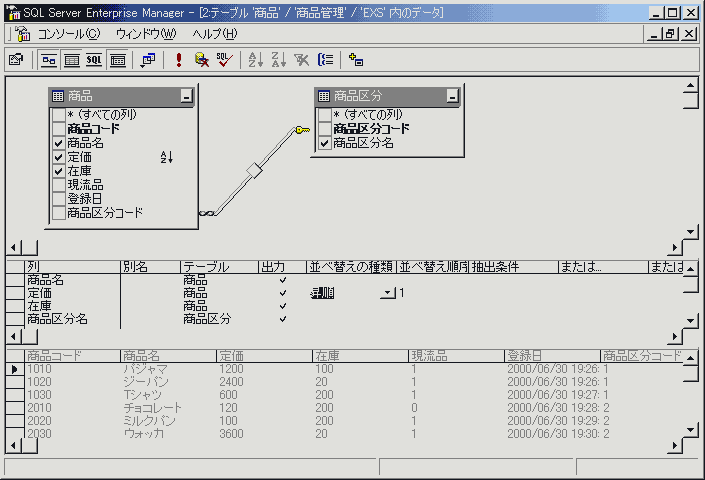 SQL Server Enterprise Manager - [2:テーブル '商品' / '商品管理' / 'EXS' 内のデータ]
コンソール(C) ウィンドウ(W) ヘルプ(H)
SQL SQL
商品
* (すべての列)
商品コード
商品名
定価
在庫
現流品
登録日
商品区分コード
商品区分
* (すべての列)
商品区分コード
商品区分名
列 別名 テーブル 出力 並べ替えの種類 並べ替え順序 抽出条件 または... または
商品名 商品
定価 商品 昇順 1
在庫 商品
商品区分名 商品区分
商品コード 商品名 定価 在庫 現流品 登録日 商品区分コード
1010 パジャマ 1200 100 1 2000/06/30 19:26: 1
1020 ジーパン 2400 20 1 2000/06/30 19:26: 1
1030 Tシャツ 600 200 1 2000/06/30 19:27: 1
2010 チョコレート 120 200 0 2000/06/30 19:28: 2
2020 ミルクパン 100 200 1 2000/06/30 19:29: 2
2030 ウォッカ 3600 20 1 2000/06/30 19:30: 2